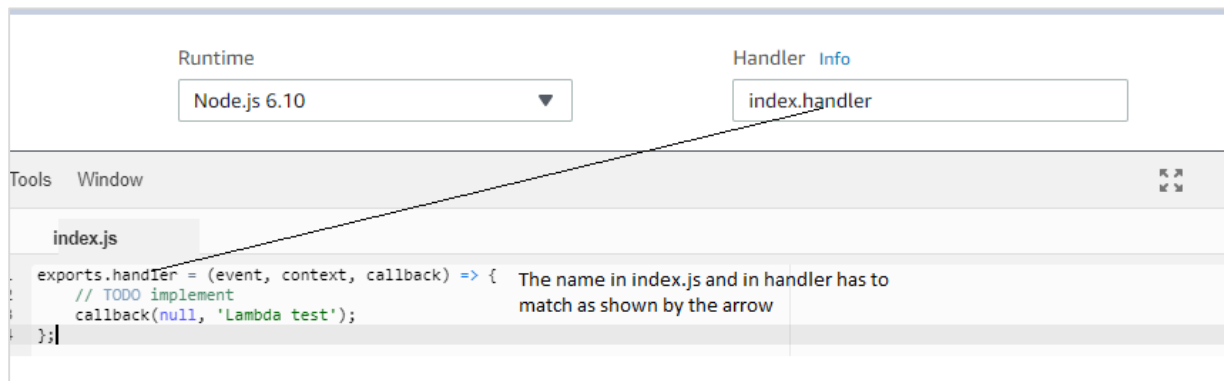 Runtime
Handler Info
Node.js 6.10
index.handler
Tools Window
index.js
exports.handler = (event, context, callback) => {
// TODO implement
callback(null, 'Lambda test');
4 };
The name in index.js and in handler has to
match as shown by the arrow